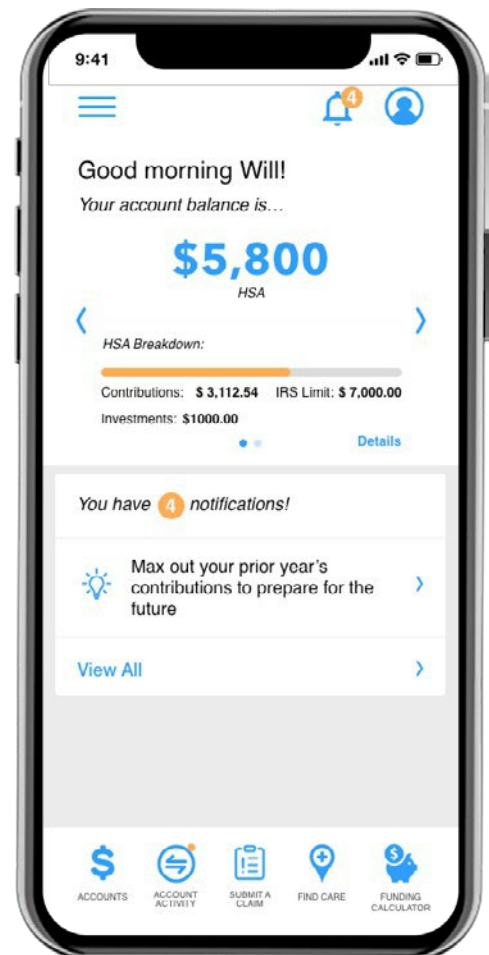 9:41
4
Good morning Will!
Your account balance is...
$5,800
HSA
HSA Breakdown:
Contributions: $ 3,112.54 IRS Limit: $ 7,000.00
Investments: $1000.00
Details
You have 4 notifications!
Max out your prior year's
contributions to prepare for the
future
View All
$
$
ACCOUNTS
ACCOUNT
ACTIVITY
SUBMIT A
CLAIM
FIND CARE
FUNDING
CALCULATOR